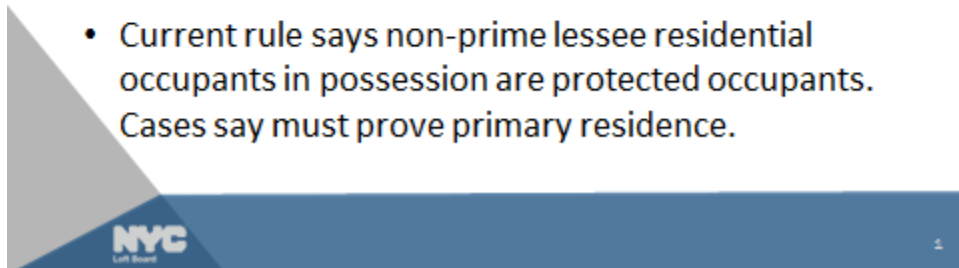 • Current rule says non-prime lessee residential
occupants in possession are protected occupants.
Cases say must prove primary residence.
NYC
Loft Board
1